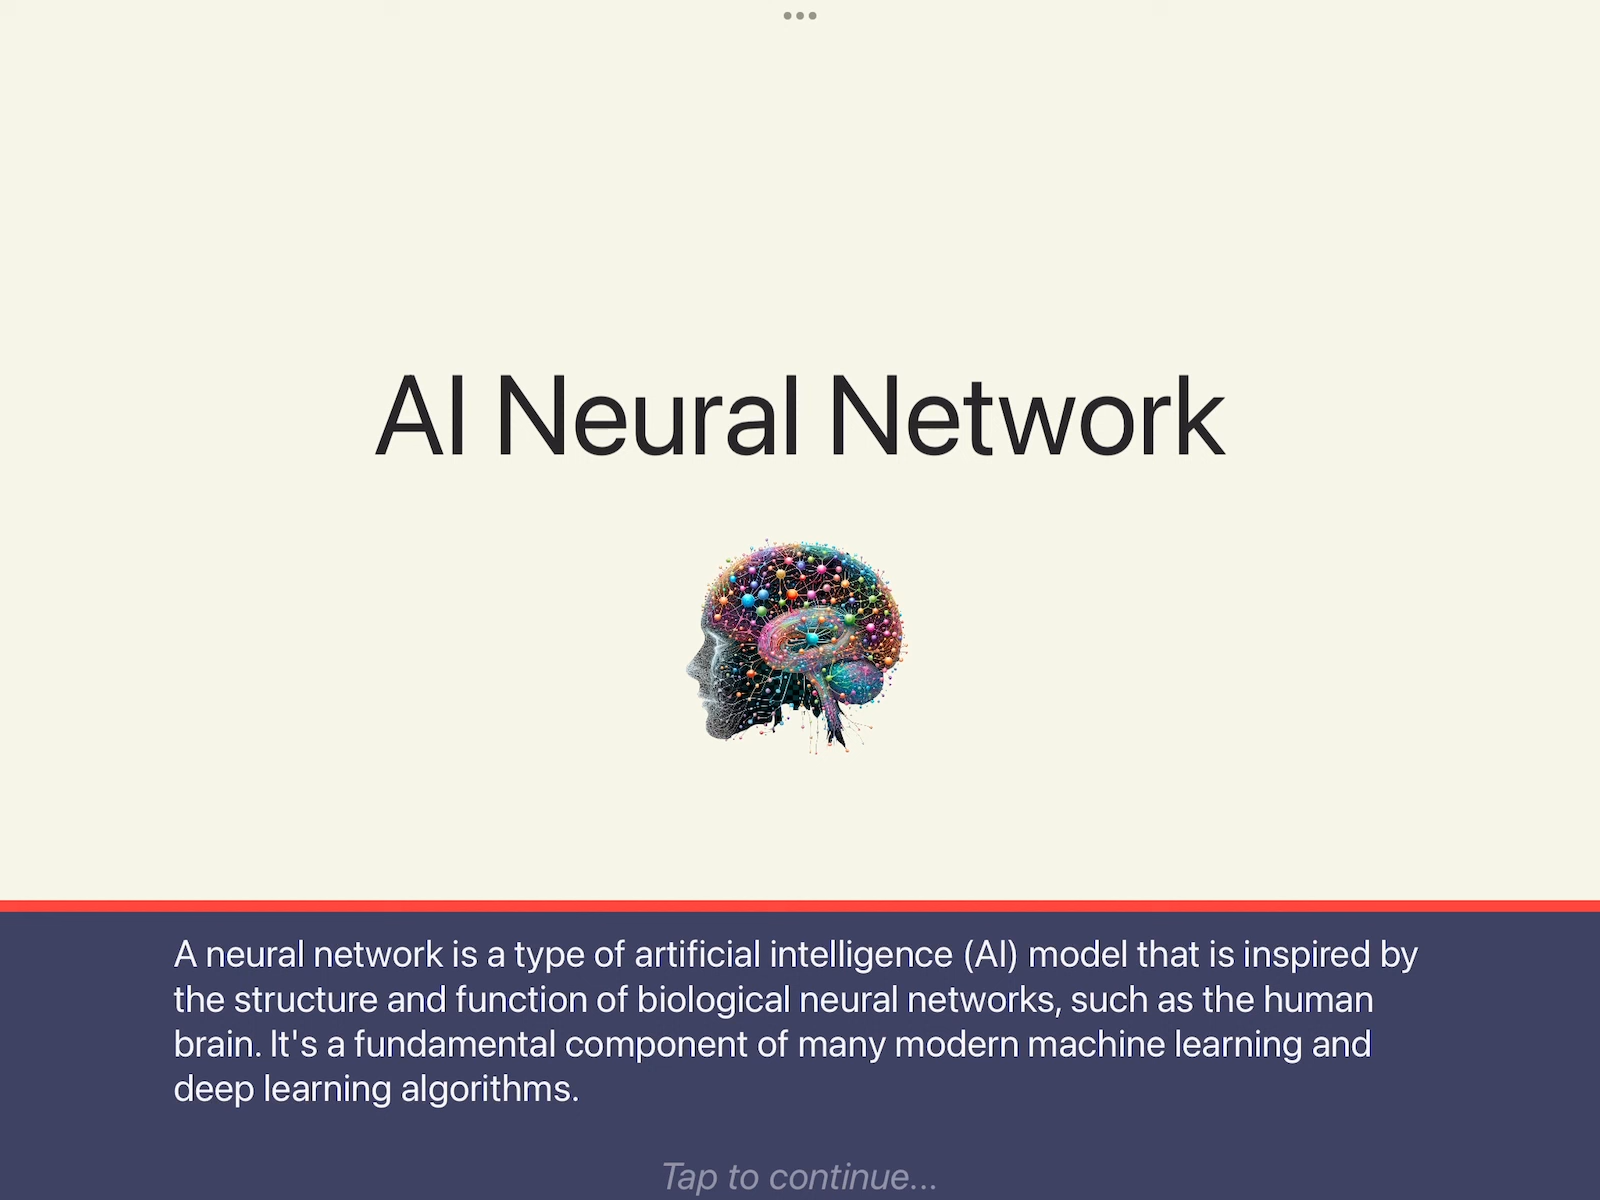 AI Neural Network
A neural network is a type of artificial intelligence (AI) model that is inspired by
the structure and function of biological neural networks, such as the human
brain. It's a fundamental component of many modern machine learning and
deep learning algorithms.
Tap to continue...